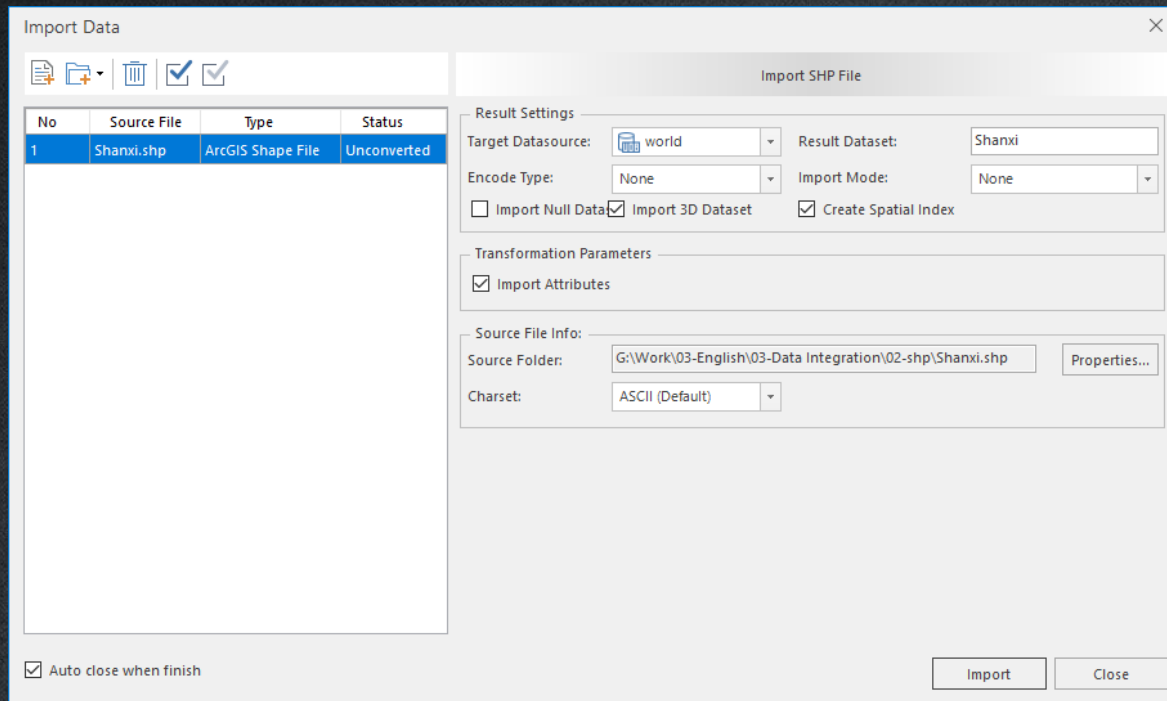 Import Data
Import SHP File
No Source File Type Status
1 Shanxi.shp ArcGIS Shape File Unconverted
Result Settings
Target Datasource: world Result Dataset: Shanxi
Encode Type: None Import Mode: None
Import Null Datas Import 3D Dataset Create Spatial Index
Transformation Parameters
Import Attributes
Source File Info:
Source Folder: G:\Work\03-English\03-Data Integration\02-shp\Shanxi.shp Properties...
Charset: ASCII (Default)
Auto close when finish
Import Close